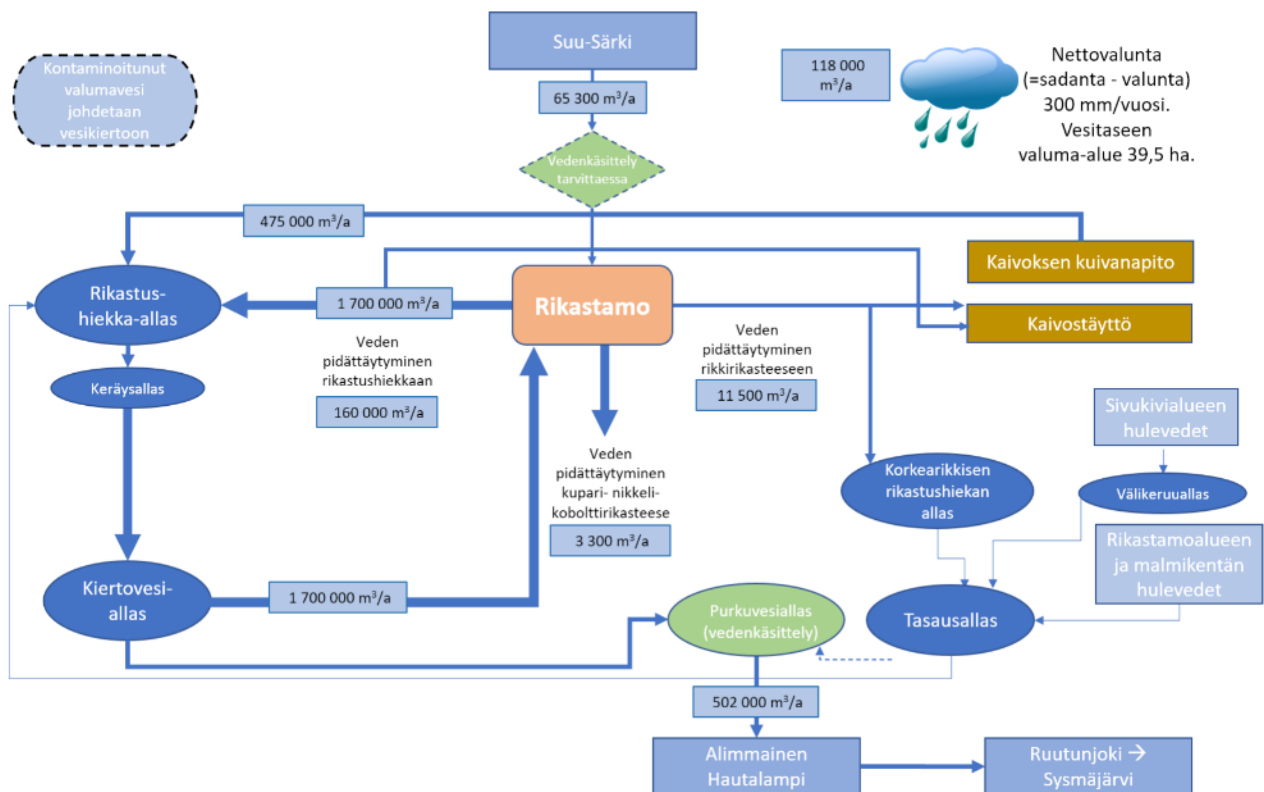 Suu-Särki
65 300 m³/a
Vedenkäsittely
tarvittaessa
Kontaminoitunut
valumavesi
johdetaan
vesikiertoon
118 000
m³/a
Nettovalunta
(=sadanta - valunta)
300 mm/vuosi.
Vesitaseen
valuma-alue 39,5 ha.
475 000 m³/a
Kaivoksen kuivanapito
Rikastus-
hiekka-allas
1 700 000 m³/a
Rikastamo
Kaivostäyttö
Veden
pidättäytyminen
rikastushiekkaan
160 000 m³/a
Veden
pidättäytyminen
rikkirikasteeseen
11 500 m³/a
Keräysallas
Veden
pidättäytyminen
kupari- nikkeli-
kobolttirikasteese
3 300 m³/a
Sivukivialueen
hulevedet
Korkearikkisen
rikastushiekan
allas
Välikeruuallas
Rikastamoalueen
ja malmikentän
hulevedet
Kiertovesi-
allas
1 700 000 m³/a
Purkuvesiallas
(vedenkäsittely)
Tasausallas
502 000 m³/a
Alimmainen
Hautalampi
Ruutunjoki →
Sysmäjärvi